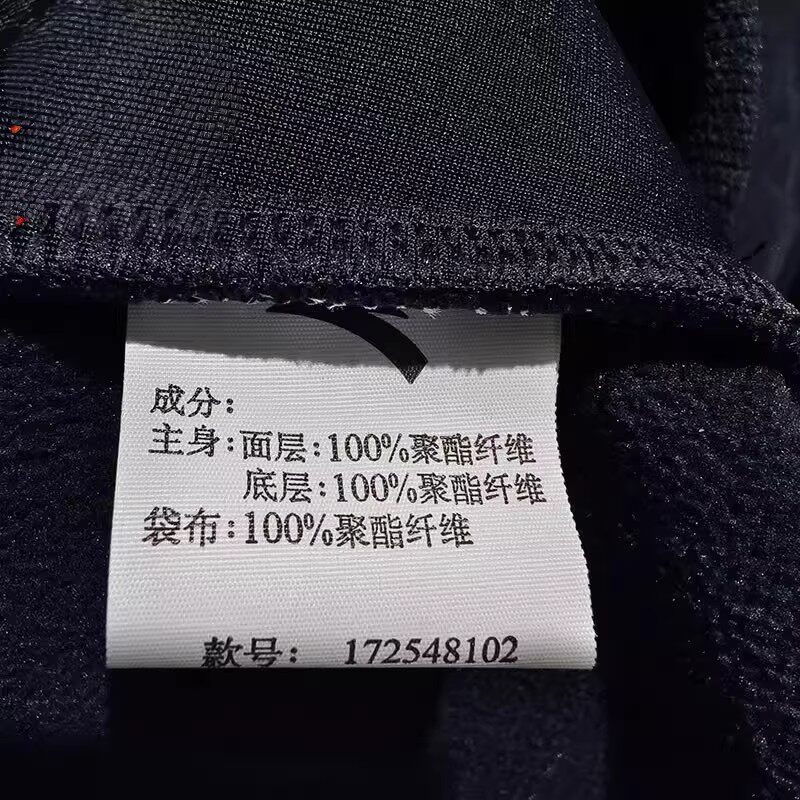 成分:
主身:面层:100%聚酯纤维
底层:100%聚酯纤维
袋布:100%聚酯纤维
款号: 172548102